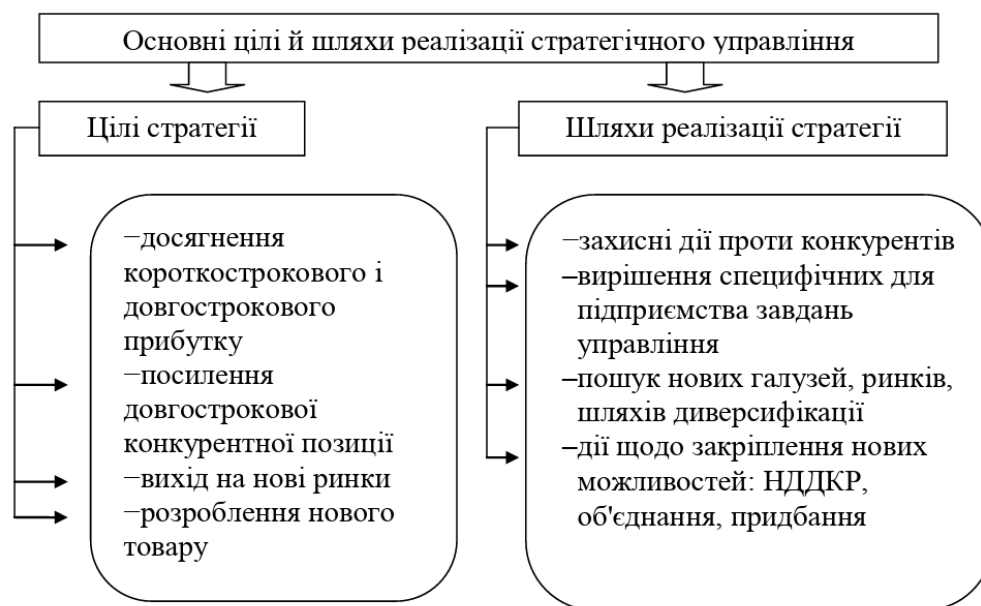 Основні цілі й шляхи реалізації стратегічного управління
Цілі стратегії
Шляхи реалізації стратегії
−досягнення
короткострокового і
довгострокового
прибутку
−посилення
довгострокової
конкурентної позиції
−вихід на нові ринки
−розроблення нового
товару
−захисні дії проти конкурентів
−вирішення специфічних для
підприємства завдань
управління
–пошук нових галузей, ринків,
шляхів диверсифікації
–дії щодо закріплення нових
можливостей: НДДКР,
об'єднання, придбання